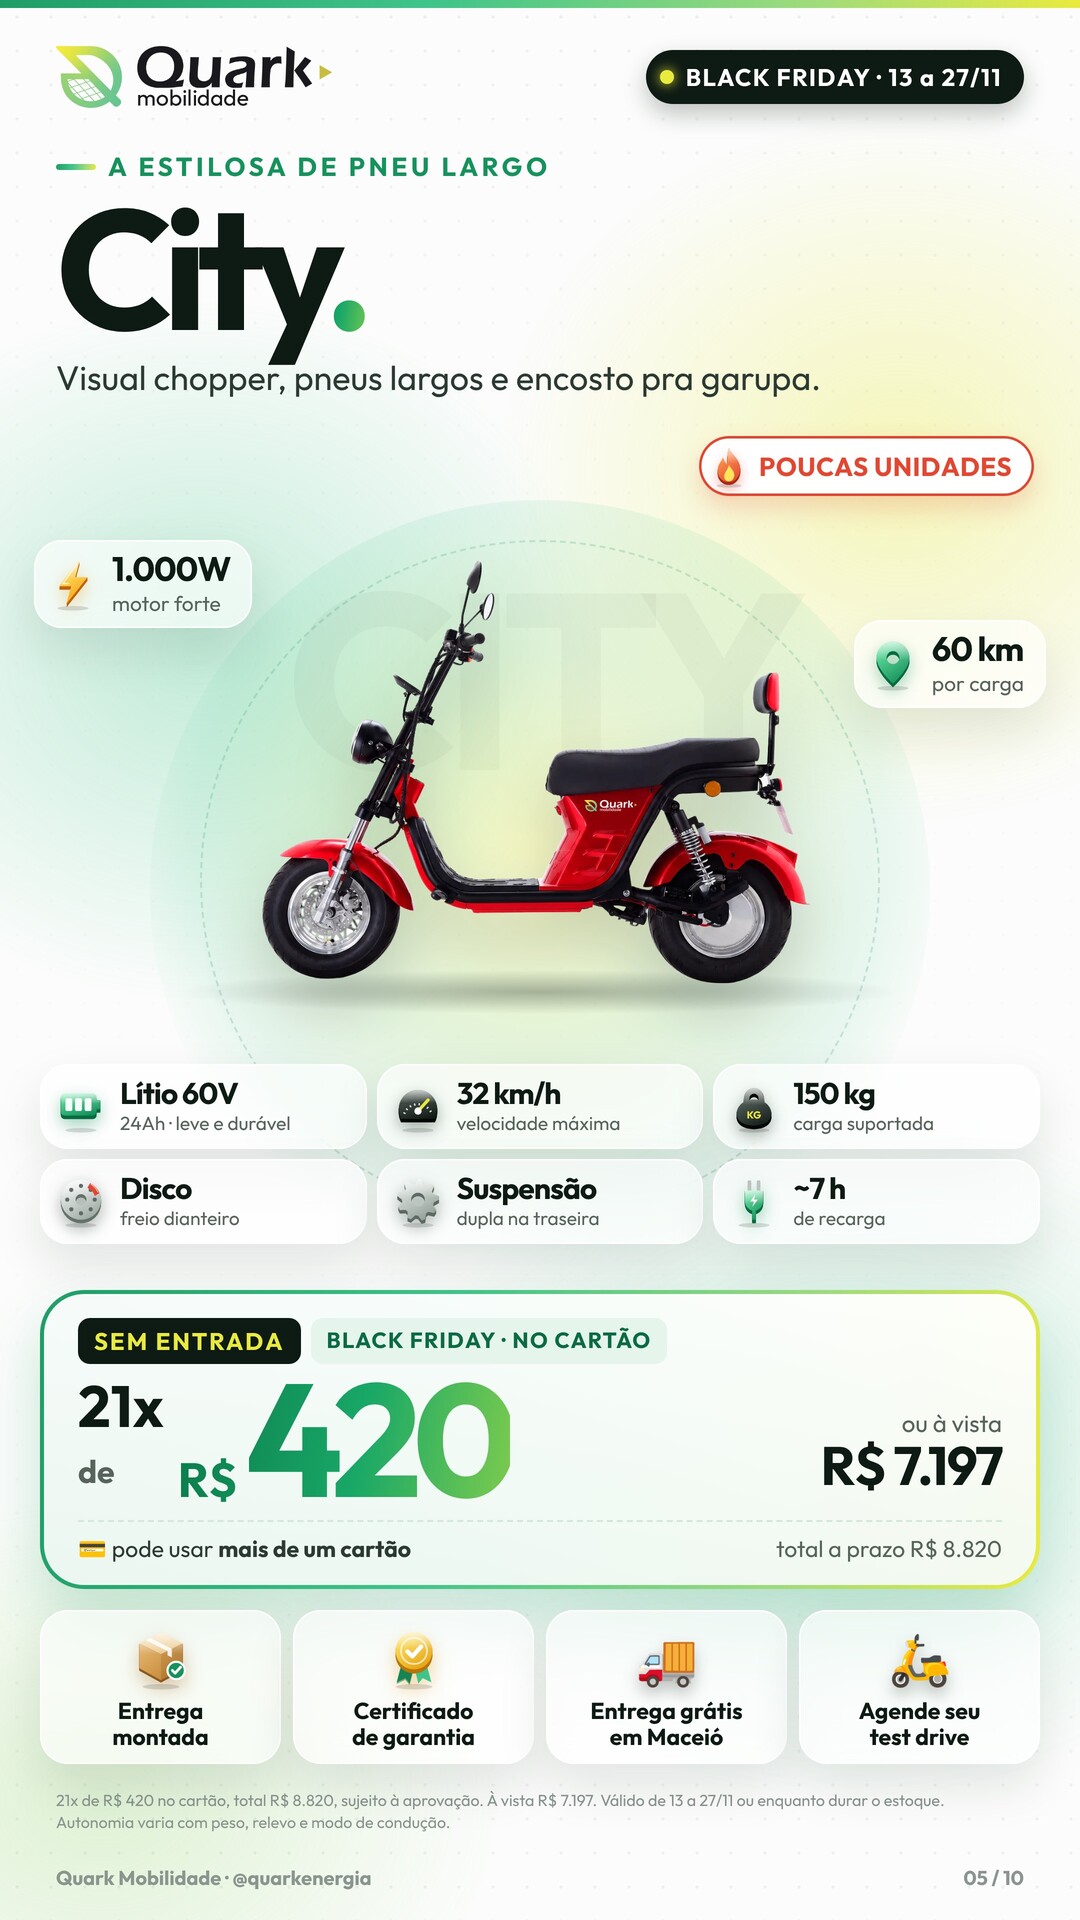 Quark
mobilidade
BLACK FRIDAY · 13 a 27/11
A ESTILOSA DE PNEU LARGO
City.
Visual chopper, pneus largos e encosto pra garupa.
POUCAS UNIDADES
1.000W
motor forte
CITY
60 km
por carga
Quark
mobilidade
Lítio 60V
24Ah · leve e durável
32 km/h
velocidade máxima
KG
150 kg
carga suportada
Disco
freio dianteiro
Suspensão
dupla na traseira
~7 h
de recarga
SEM ENTRADA
BLACK FRIDAY · NO CARTÃO
21x
de R$ 420
ou à vista
R$ 7.197
pode usar mais de um cartão
total a prazo R$ 8.820
Entrega
montada
Certificado
de garantia
Entrega grátis
em Maceió
Agende seu
test drive
21x de R$ 420 no cartão, total R$ 8.820, sujeito à aprovação. À vista R$ 7.197. Válido de 13 a 27/11 ou enquanto durar o estoque.
Autonomia varia com peso, relevo e modo de condução.
Quark Mobilidade · @quarkenergia
05 / 10